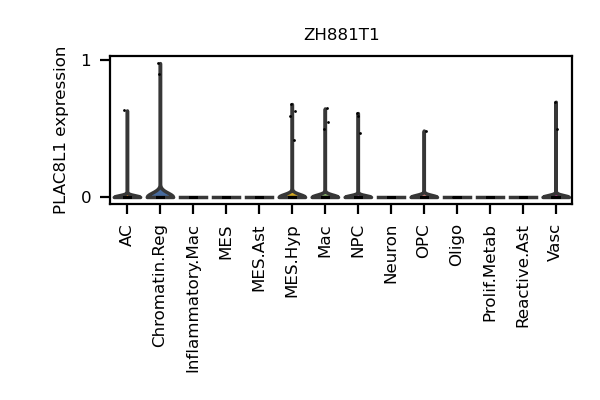 ZH881T1
PLAC8L1 expression
1
0
AC
Chromatin.Reg
Inflammatory.Mac
MES
MES.Ast
MES.Hyp
Mac
NPC
Neuron
OPC
Oligo
Prolif.Metab
Reactive.Ast
Vasc